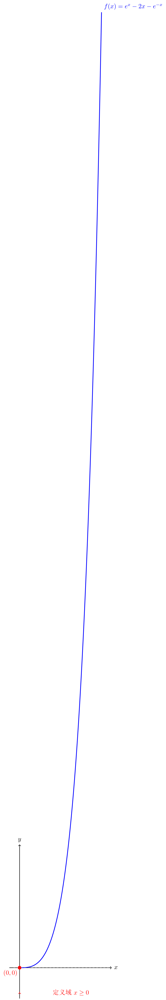 f(x) = e^x − 2x − e^{−x}
y
x
(0, 0)
定义域 x ≥ 0